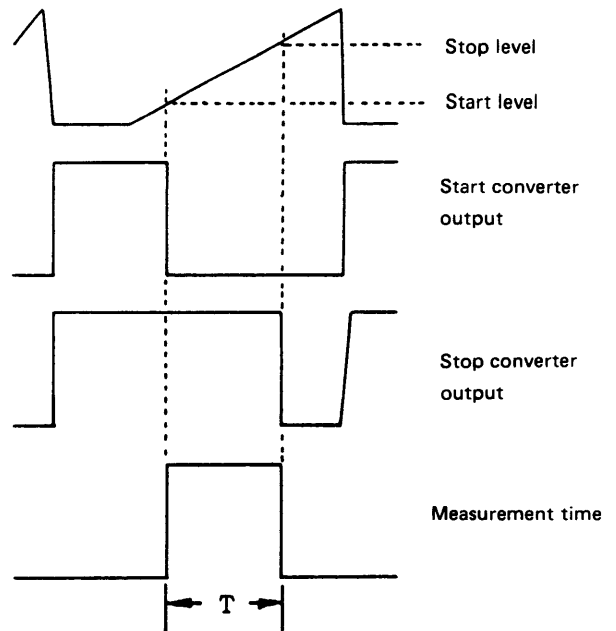 Stop level
Start level
Start converter
output
Stop converter
output
Measurement time
T